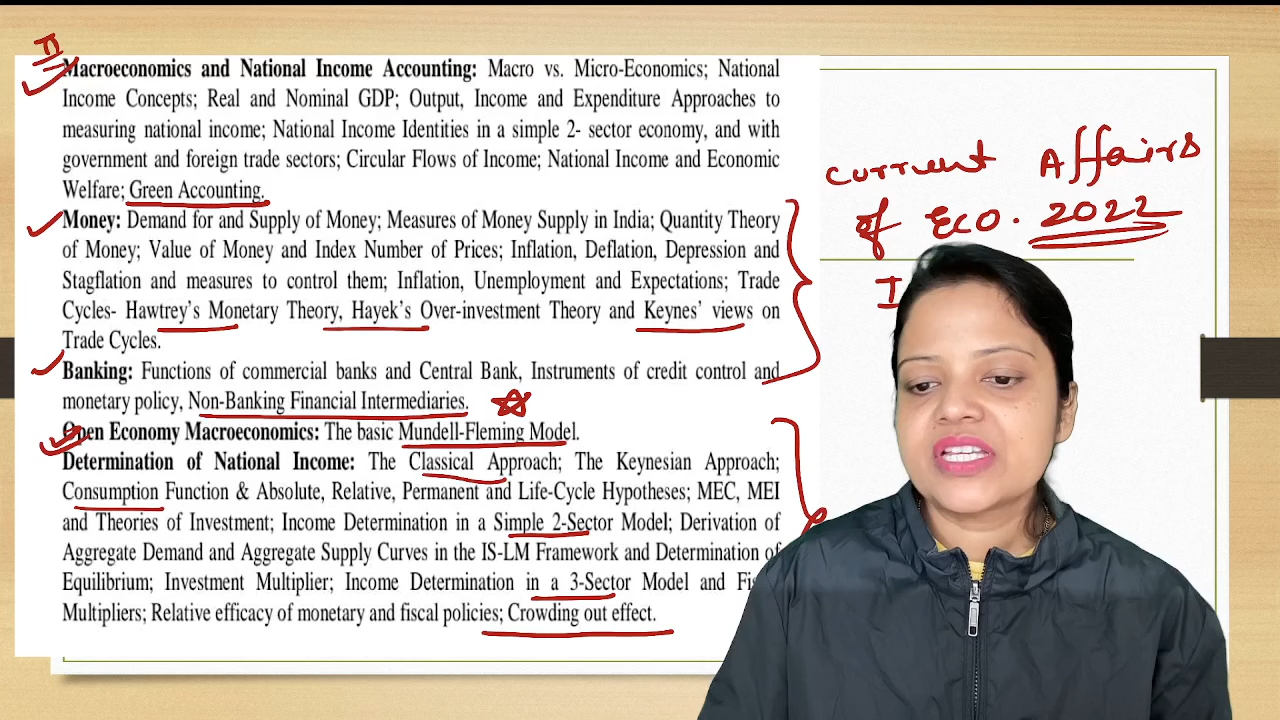 II
Macroeconomics and National Income Accounting: Macro vs. Micro-Economics; National
Income Concepts; Real and Nominal GDP; Output, Income and Expenditure Approaches to
measuring national income; National Income Identities in a simple 2- sector economy, and with
government and foreign trade sectors; Circular Flows of Income; National Income and Economic
Welfare; Green Accounting.
Money: Demand for and Supply of Money; Measures of Money Supply in India; Quantity Theory
of Money; Value of Money and Index Number of Prices; Inflation, Deflation, Depression and
Stagflation and measures to control them; Inflation, Unemployment and Expectations; Trade
Cycles- Hawtrey's Monetary Theory, Hayek's Over-investment Theory and Keynes' views on
Trade Cycles.
Banking: Functions of commercial banks and Central Bank, Instruments of credit control and
monetary policy, Non-Banking Financial Intermediaries.
Open Economy Macroeconomics: The basic Mundell-Fleming Model.
Determination of National Income: The Classical Approach; The Keynesian Approach;
Consumption Function & Absolute, Relative, Permanent and Life-Cycle Hypotheses; MEC, MEI
and Theories of Investment; Income Determination in a Simple 2-Sector Model; Derivation of
Aggregate Demand and Aggregate Supply Curves in the IS-LM Framework and Determination of
Equilibrium; Investment Multiplier; Income Determination in a 3-Sector Model and
Multipliers; Relative efficacy of monetary and fiscal policies; Crowding out effect.
Current Affairs
of Eco. 2022